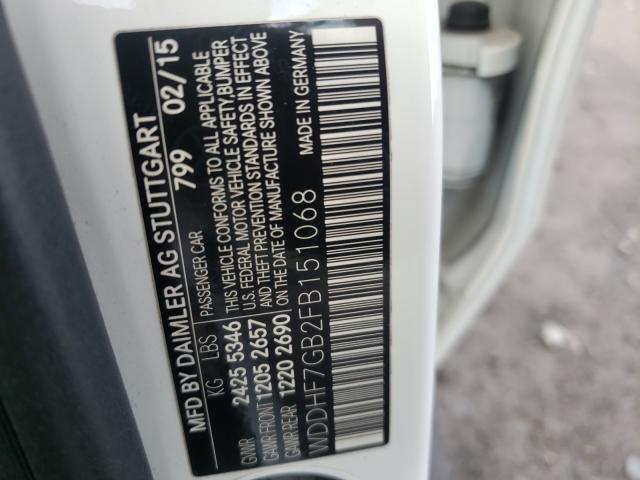 MFD BY DAIMLER AG STUTTGART
799 02/15
KG LBS PASSENGER CAR
GVWR 2425 5346 THIS VEHICLE CONFORMS TO ALL APPLICABLE
U.S. FEDERAL MOTOR VEHICLE SAFETY, BUMPER
GAWR FRONT 1205 2657 AND THEFT PREVENTION STANDARDS IN EFFECT
GAWR REAR 1220 2690 ON THE DATE OF MANUFACTURE SHOWN ABOVE
MADE IN GERMANY
WDDHF7GB2FB151068